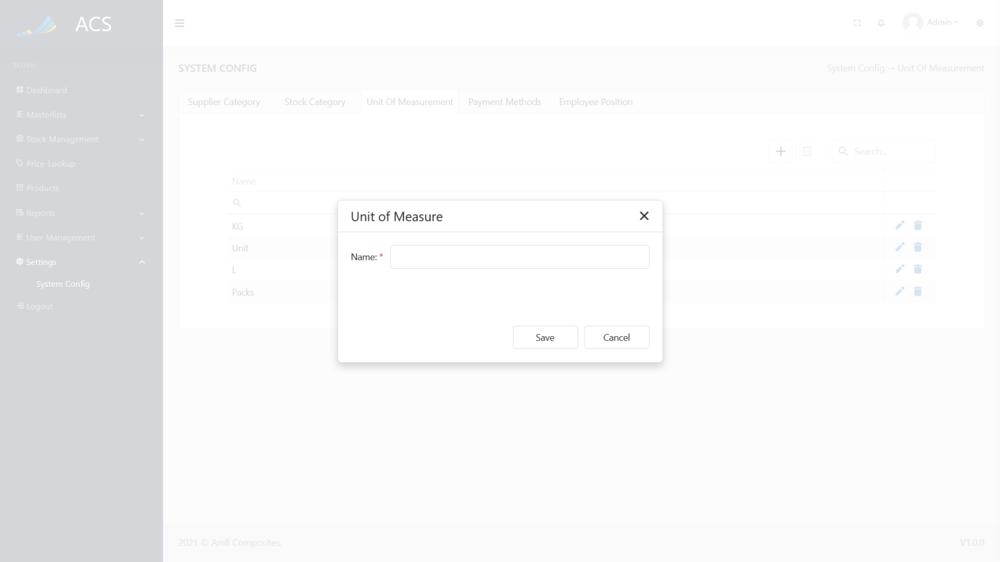 ACS
Admin
MENU
Dashboard
Masterlists
Stock Management
Price-Lookup
Products
Reports
User Management
Settings
System Config
Logout
SYSTEM CONFIG
System Config → Unit Of Measurement
Supplier Category Stock Category Unit Of Measurement Payment Methods Employee Position
Search...
Name
KG
Unit
L
Packs
Unit of Measure
Name: *
Save Cancel
2021 © Amfi Composites. V1.0.0